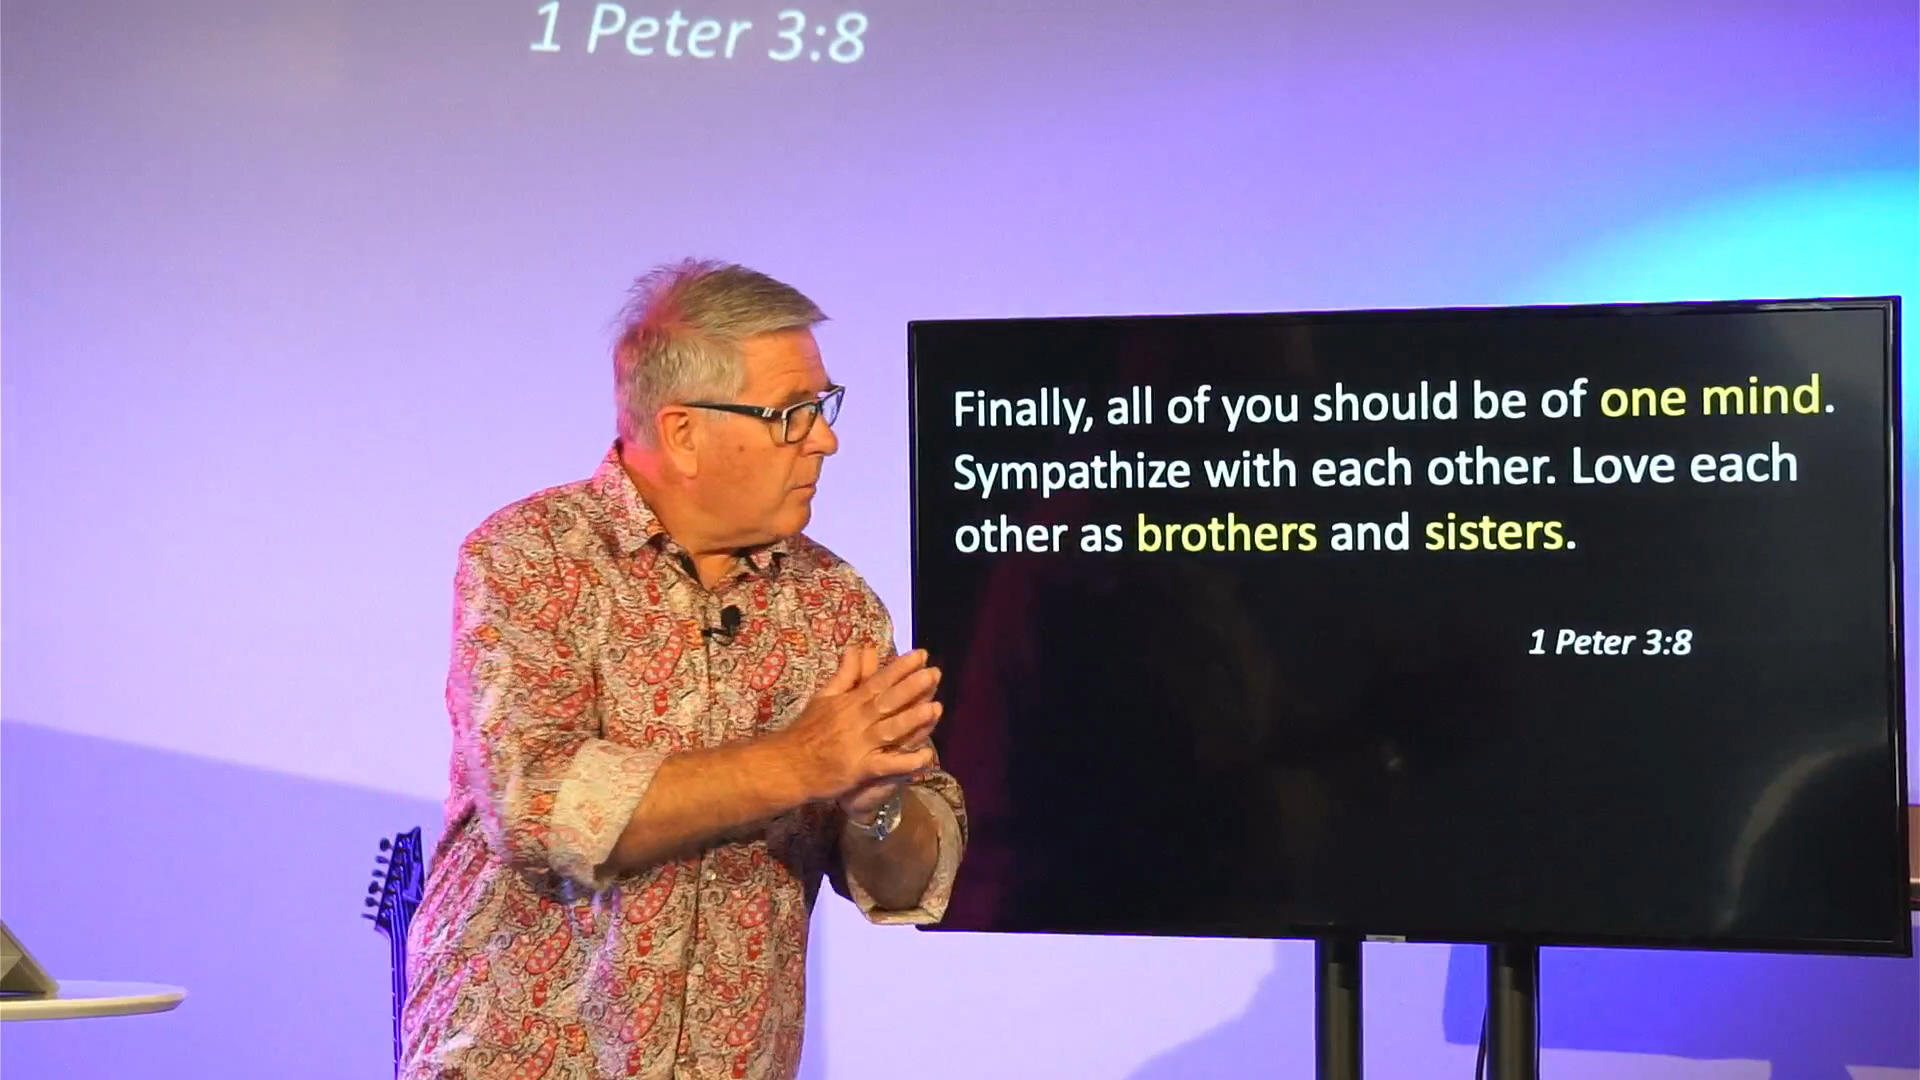 1 Peter 3:8
Finally, all of you should be of one mind.
Sympathize with each other. Love each
other as brothers and sisters.
1 Peter 3:8